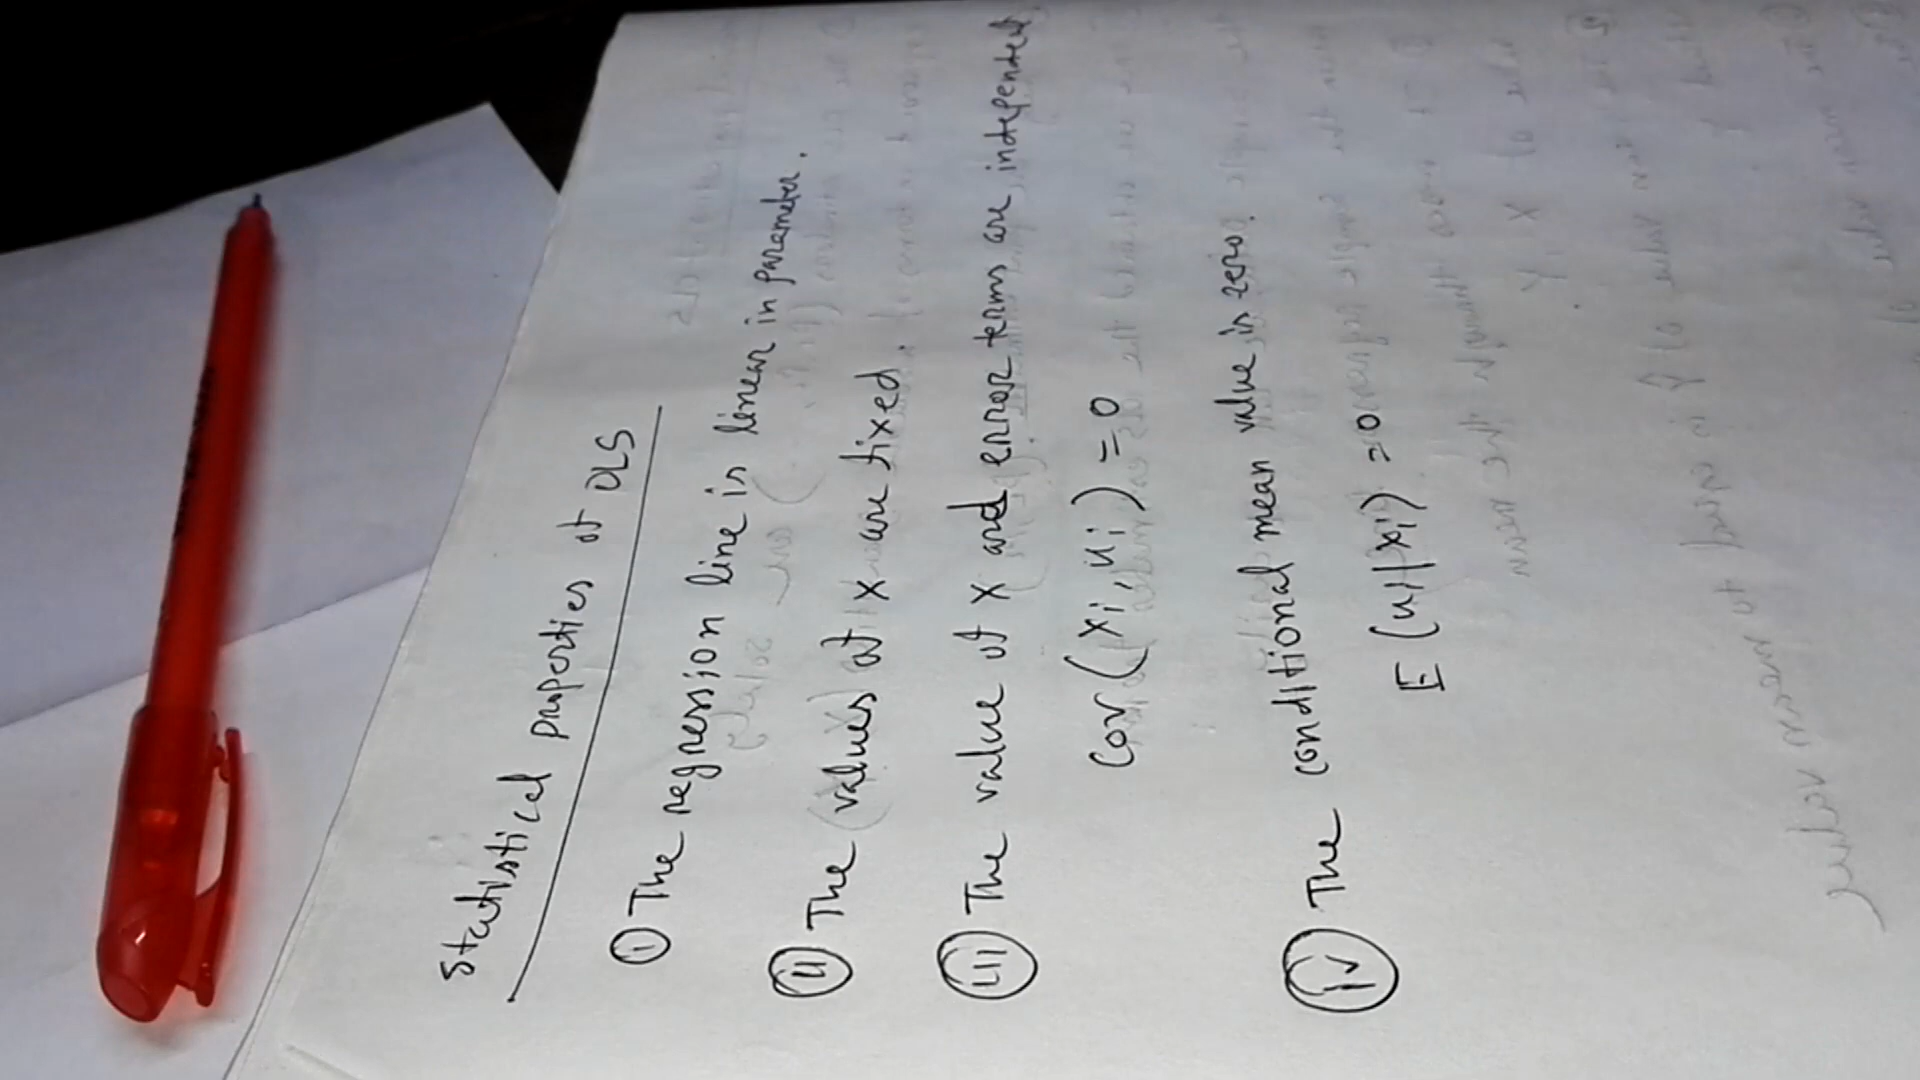 Statistical properties of OLS
(i) The regression line is linear in parameter.
(ii) The values of X are fixed.
(iii) The value of X and error terms are independent
Cov (Xi, ui) = 0
(iv) The conditional mean value is zero.
E (ui|xi) = 0